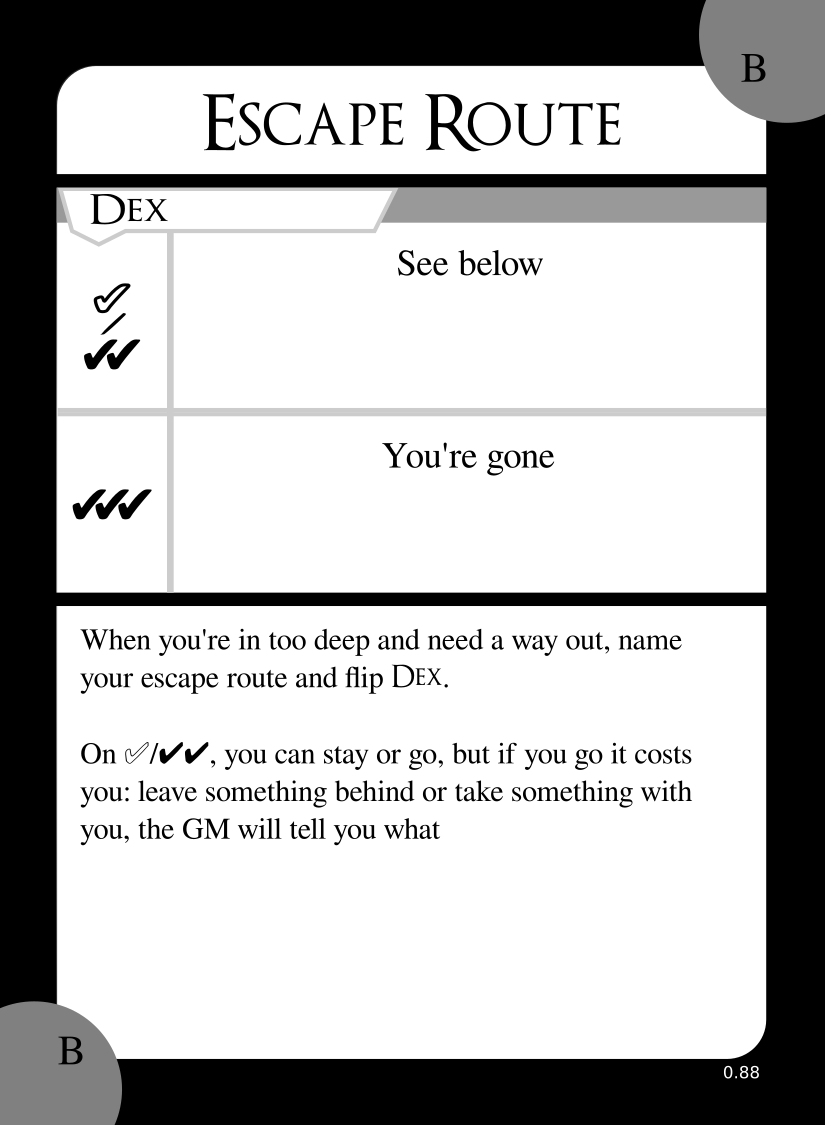 B
Escape Route
Dex
See below
✓
/
✔✔
You're gone
✔✔✔
When you're in too deep and need a way out, name
your escape route and flip Dex.
On ✓/✔✔, you can stay or go, but if you go it costs
you: leave something behind or take something with
you, the GM will tell you what
B
0.88